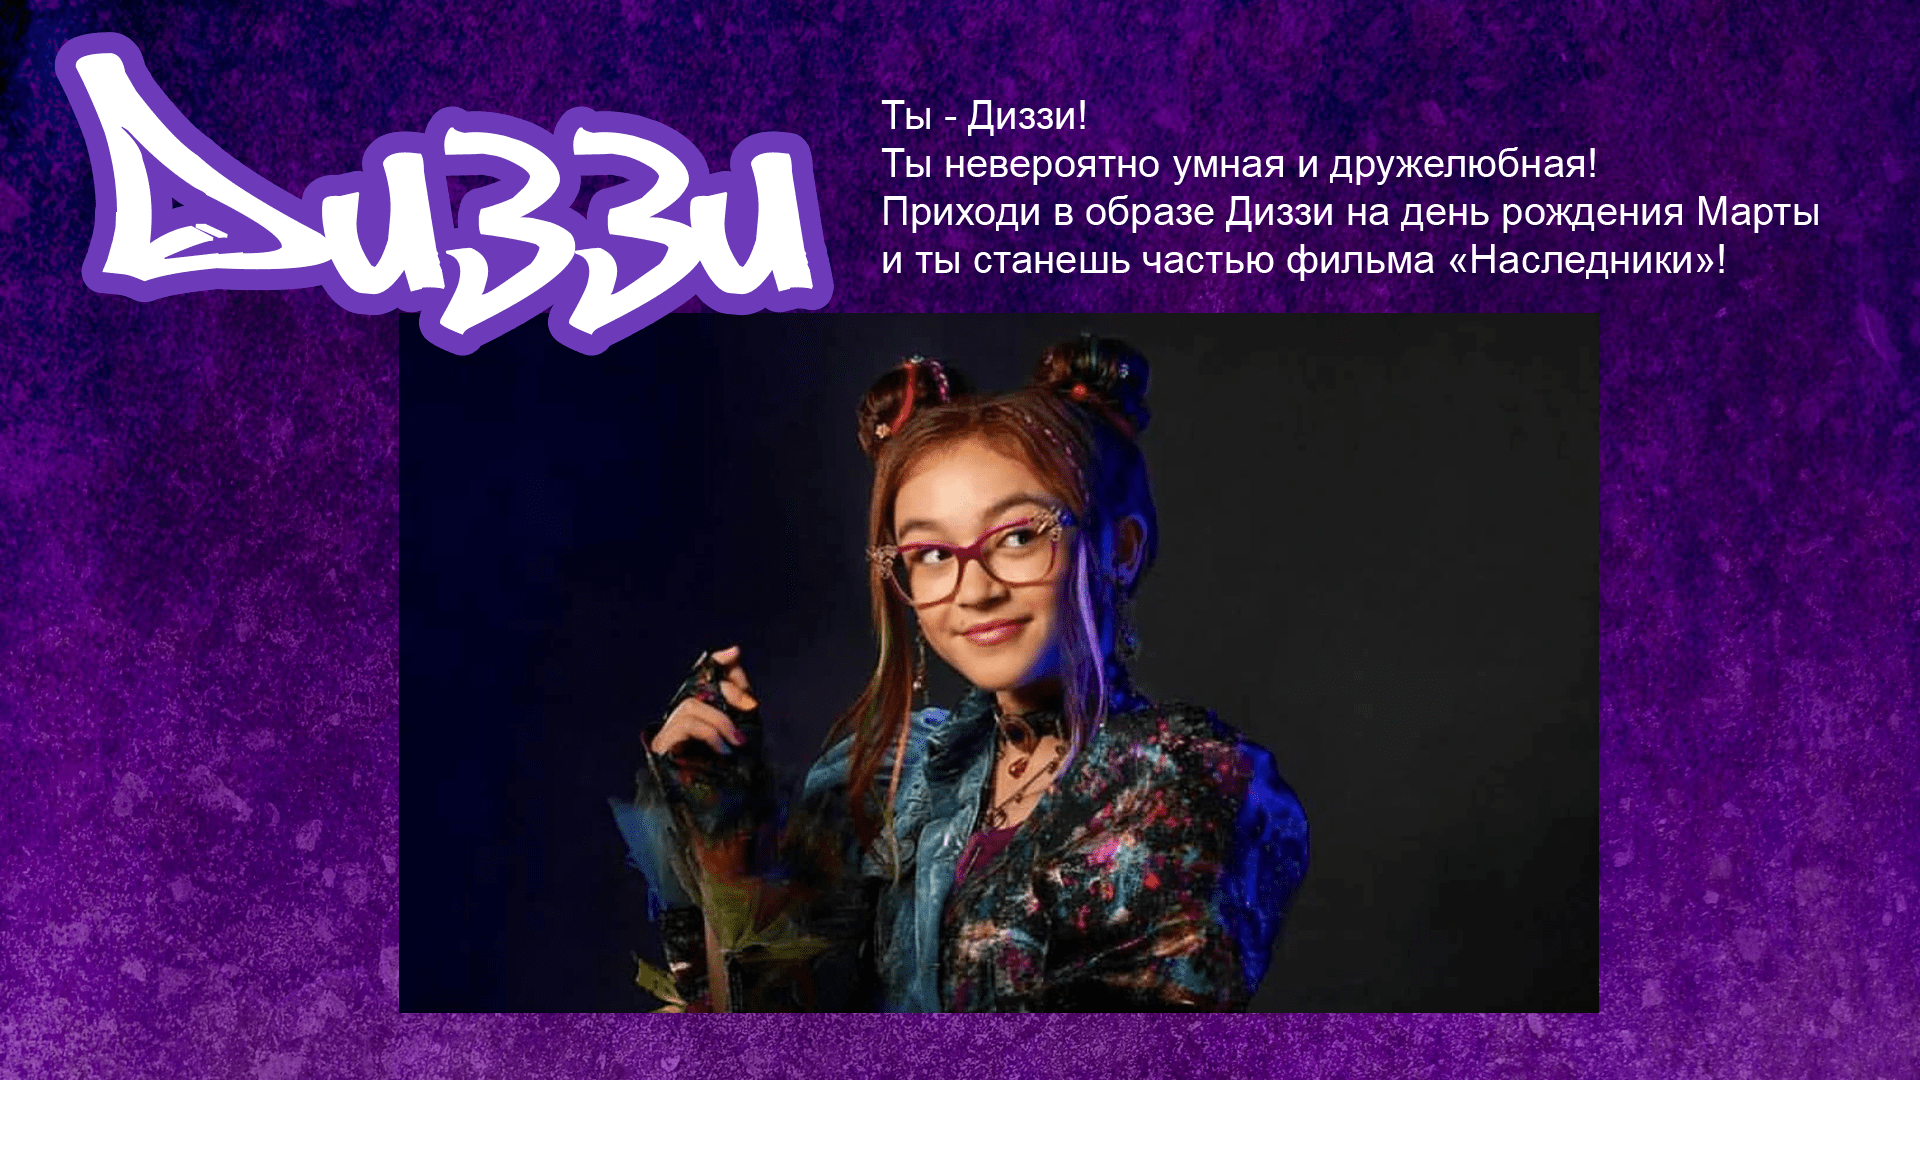 Диззи
Ты - Диззи!
Ты невероятно умная и дружелюбная!
Приходи в образе Диззи на день рождения Марты
и ты станешь частью фильма «Наследники»!